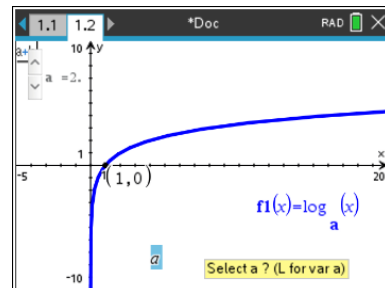 1.1 1.2 *Doc RAD
a+
10 y
a =2.
1
x
-5 1 (1,0) 20
f1(x)=log a (x)
a
Select a ? (L for var a)
-10